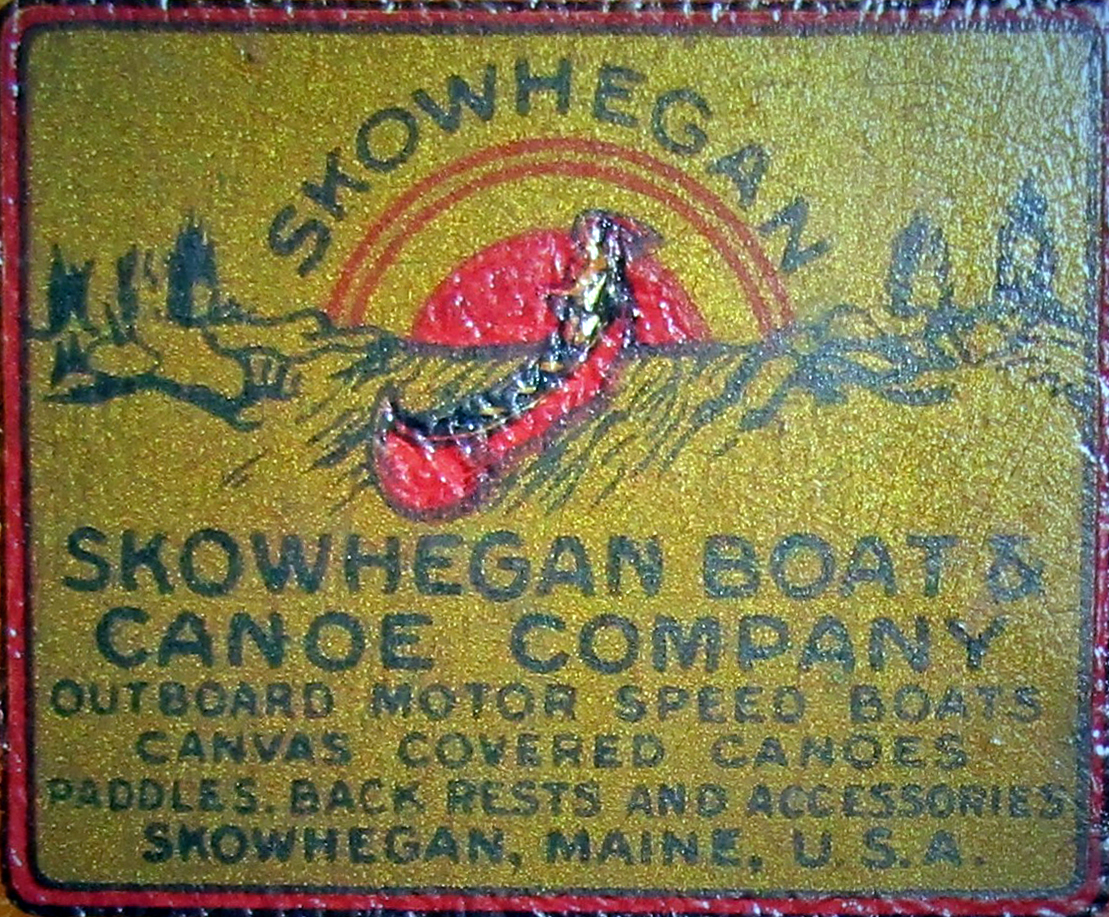 SKOWHEGAN
SKOWHEGAN BOAT &
CANOE COMPANY
OUTBOARD MOTOR SPEED BOATS
CANVAS COVERED CANOES
PADDLES, BACK RESTS AND ACCESSORIES
SKOWHEGAN, MAINE, U.S.A.